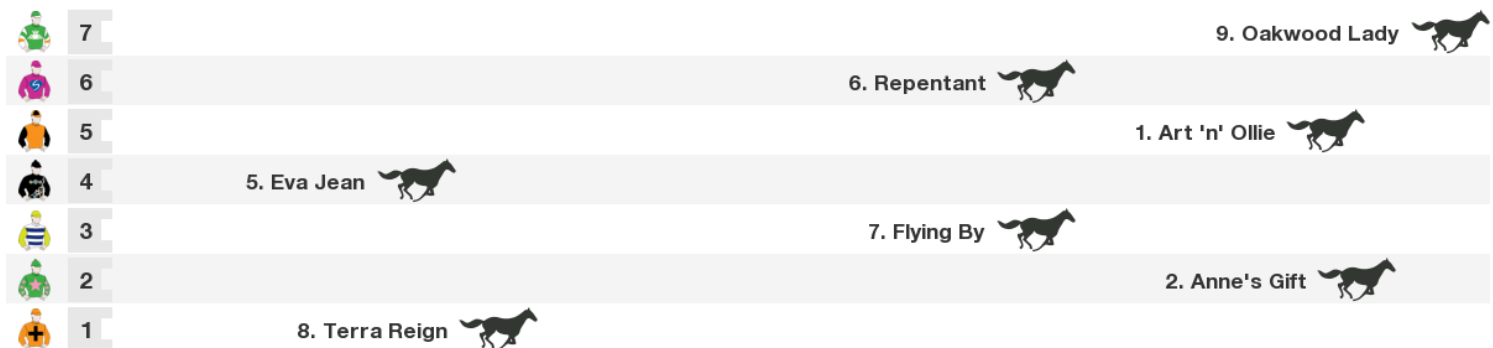 7 9. Oakwood Lady
6 6. Repentant
5 1. Art 'n' Ollie
4 5. Eva Jean
3 7. Flying By
2 2. Anne's Gift
1 8. Terra Reign